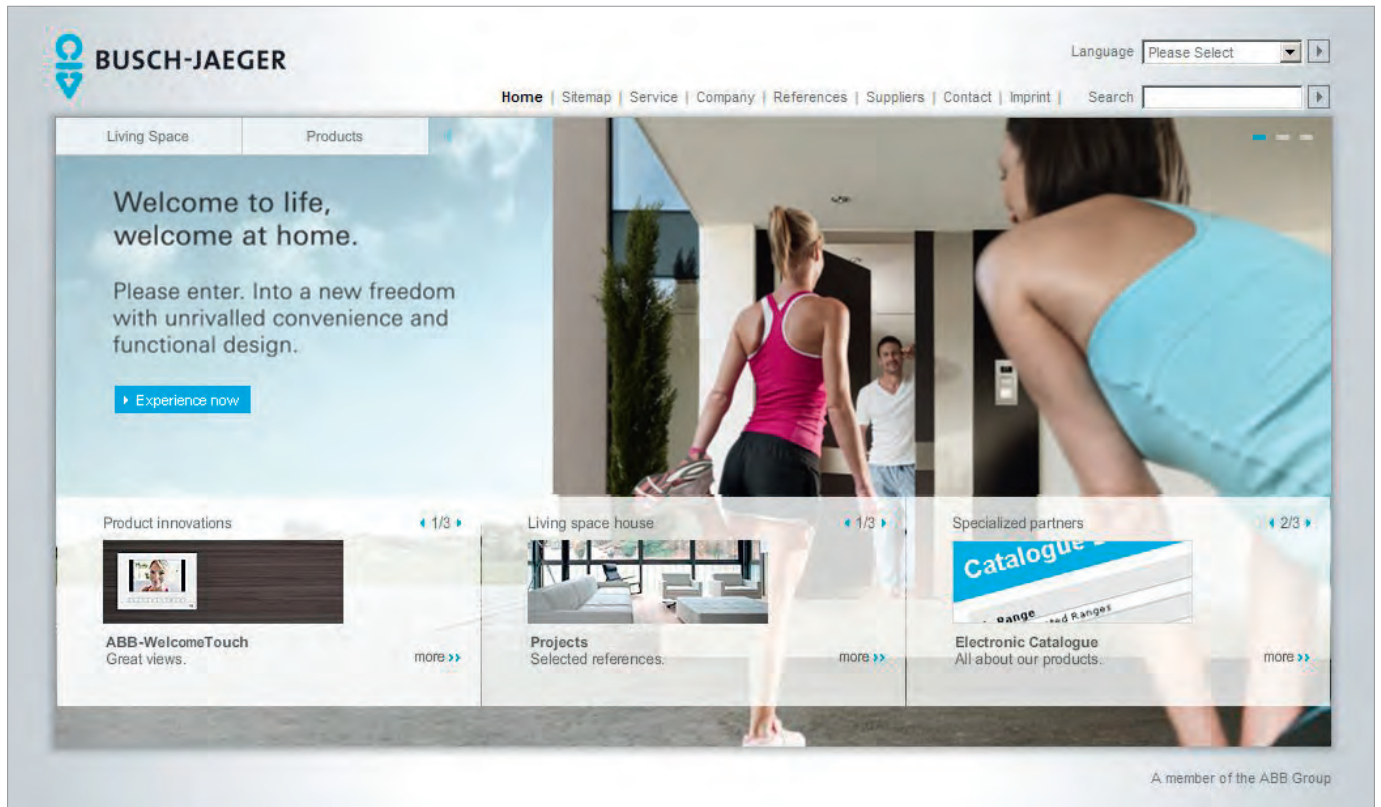 BUSCH-JAEGER
Language Please Select
Home | Sitemap | Service | Company | References | Suppliers | Contact | Imprint | Search
Living Space Products
Welcome to life,
welcome at home.
Please enter. Into a new freedom
with unrivalled convenience and
functional design.
Experience now
Product innovations 1/3
ABB-WelcomeTouch
Great views.
more
Living space house 1/3
Projects
Selected references.
more
Specialized partners 2/3
Catalogue
Range
Ranges
Electronic Catalogue
All about our products.
more
A member of the ABB Group